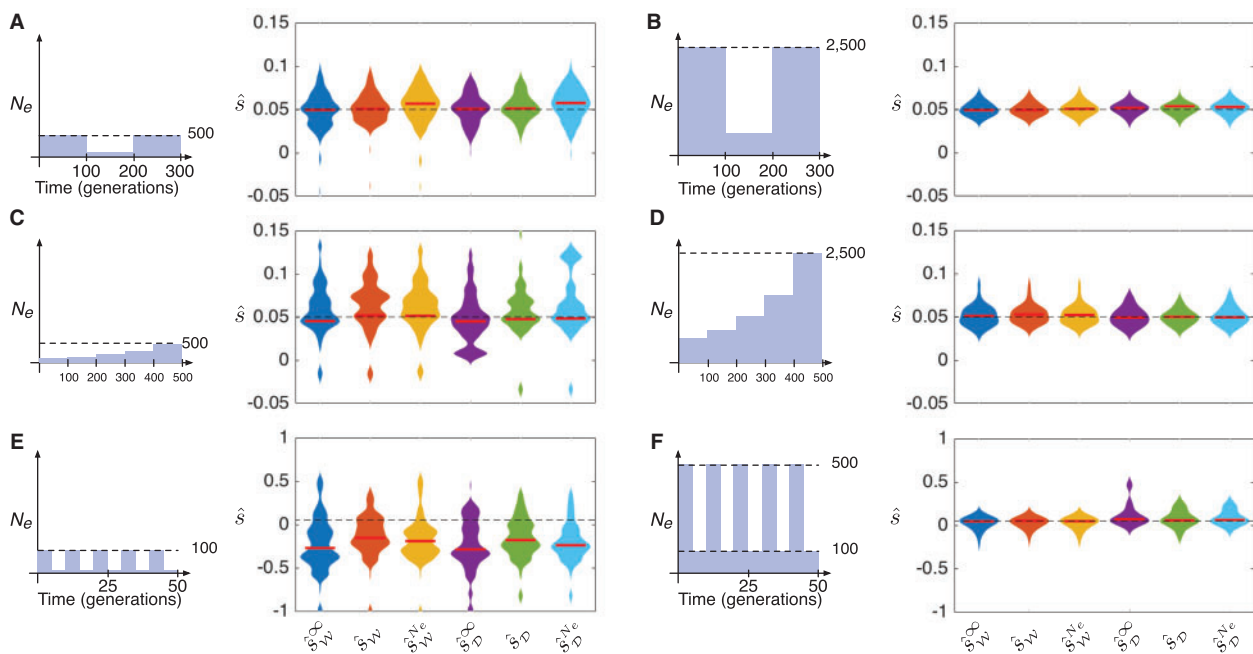 A
N_e
500
100 200 300
Time (generations)
0.15
0.1
0.05
0
-0.05
ŝ
B
N_e
2,500
100 200 300
Time (generations)
0.15
0.1
0.05
0
-0.05
ŝ
C
N_e
500
100 200 300 400 500
0.15
0.1
0.05
0
-0.05
ŝ
D
N_e
2,500
100 200 300 400 500
0.15
0.1
0.05
0
-0.05
ŝ
E
N_e
100
25 50
Time (generations)
1
0.5
0
-0.5
-1
ŝ
ŝ_W^∞ ŝ_W ŝ_W^{N_e} ŝ_D^∞ ŝ_D ŝ_D^{N_e}
F
N_e
500
100
25 50
Time (generations)
1
0.5
0
-0.5
-1
ŝ
ŝ_W^∞ ŝ_W ŝ_W^{N_e} ŝ_D^∞ ŝ_D ŝ_D^{N_e}